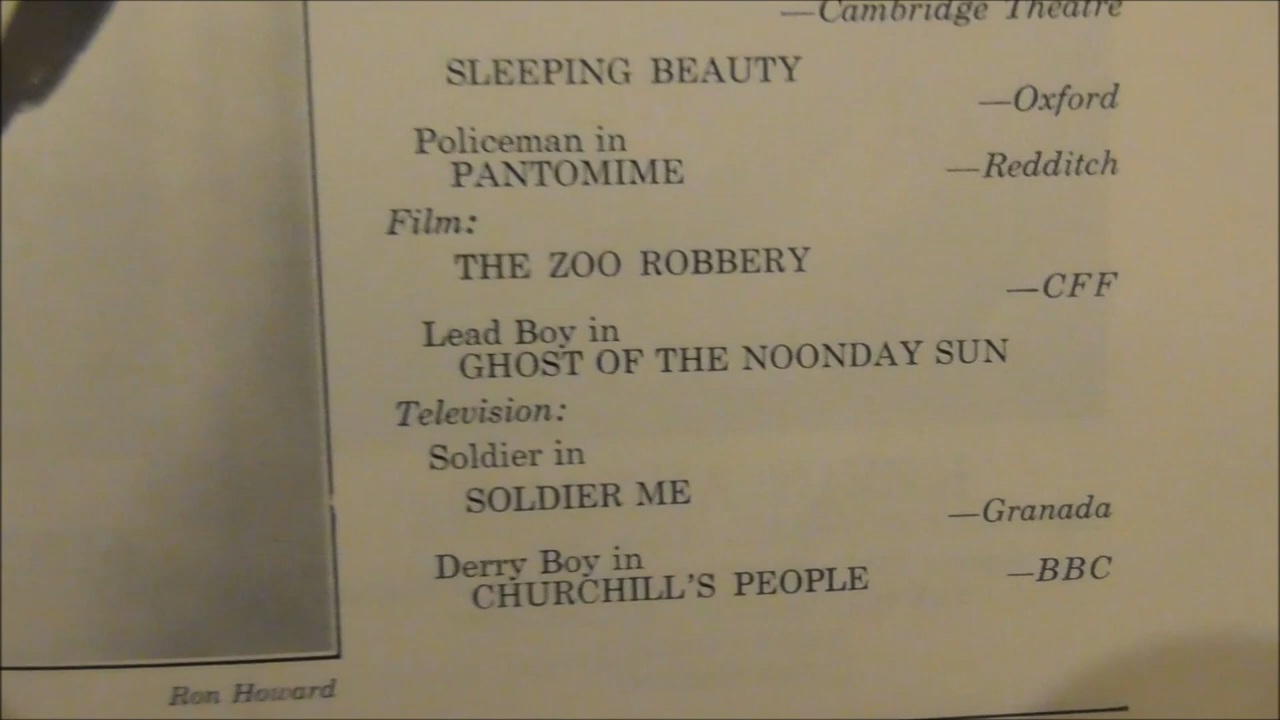 —Cambridge Theatre
SLEEPING BEAUTY
—Oxford
Policeman in
PANTOMIME —Redditch
Film:
THE ZOO ROBBERY
—CFF
Lead Boy in
GHOST OF THE NOONDAY SUN
Television:
Soldier in
SOLDIER ME
—Granada
Derry Boy in
CHURCHILL'S PEOPLE —BBC
Ron Howard